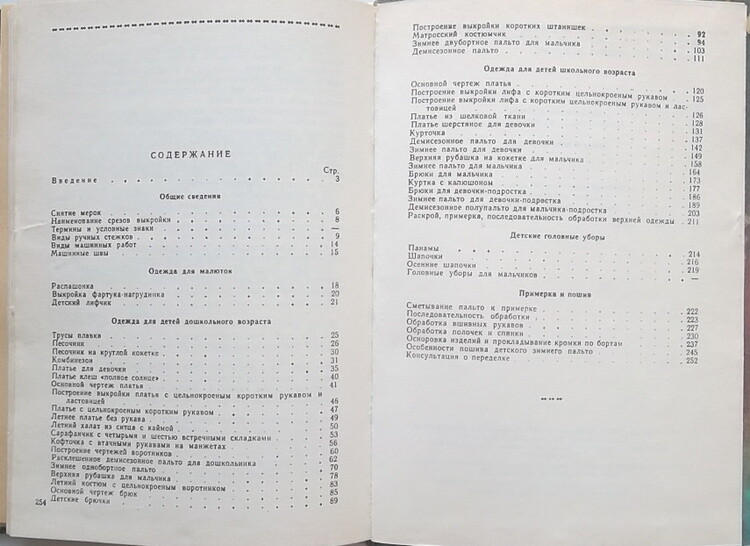 СОДЕРЖАНИЕ
Стр.
Введение 3
Общие сведения
Снятие мерок 6
Наименование срезов выкройки 8
Термины и условные знаки —
Виды ручных стежков 9
Виды машинных работ 14
Машинные швы 15
Одежда для малюток
Распашонка 18
Выкройка фартука-нагрудника 20
Детский лифчик 21
Одежда для детей дошкольного возраста
Трусы плавки 25
Песочник 26
Песочник на круглой кокетке 30
Комбинезон 31
Платье для девочки 35
Платье клеш «полное солнце» 40
Основной чертеж платья 41
Построение выкройки платья с цельнокроеным рукавом и
ластовицей 46
Платье с цельнокроеным коротким рукавом 47
Летнее платье без рукава 49
Летний халат из ситца с каймой 50
Сарафанчик с четырьмя и шестью встречными складками 53
Кофточка с втачными рукавами на манжетах 56
Построение чертежей воротников 60
Расклешенное демисезонное пальто для дошкольника 62
Зимнее однобортное пальто 70
Верхняя рубашка для мальчика 78
Летний костюм с цельнокроеным воротником 83
Основной чертеж брюк 85
Детские брючки 89
254
Построение выкройки коротких штанишек
Матросский костюмчик 92
Зимнее двубортное пальто для мальчика 94
Демисезонное пальто 103
111
Одежда для детей школьного возраста
Основной чертеж платья
Построение выкройки лифа с коротким цельнокроеным рукавом 120
Построение выкройки лифа с коротким цельнокроеным рукавом и лас- 125
товицей
Платье из шелковой ткани 126
Платье шерстяное для девочки 128
Курточка 131
Демисезонное пальто для девочки 137
Зимнее пальто для девочки 142
Верхняя рубашка на кокетке для мальчика 149
Зимнее пальто для мальчика 158
Брюки для мальчика 164
Куртка с капюшоном 173
Брюки для девочки-подростка 177
Зимнее пальто для девочки-подростка 186
Демисезонное полупальто для мальчика-подростка 189
Раскрой, примерка, последовательность обработки верхней одежды 203
211
Детские головные уборы
Панамы
Шапочки 214
Осенние шапочки 216
Головные уборы для мальчиков 219
—
Примерка и пошив
Сметывание пальто к примерке
Последовательность обработки 222
Обработка вшивных рукавов 223
Обработка полочек и спинки 227
Осноровка изделий и прокладывание кромки по бортам 230
Особенности пошива детского зимнего пальто 237
Консультация о переделке 245
252